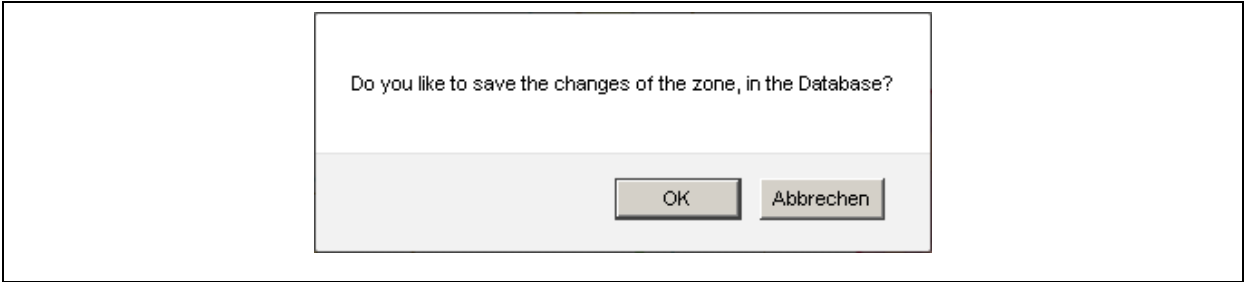 Do you like to save the changes of the zone, in the Database?
OK Abbrechen